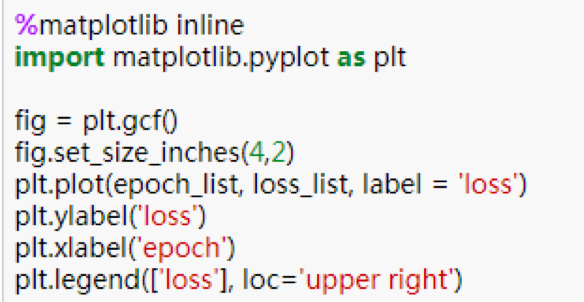 %matplotlib inline
import matplotlib.pyplot as plt
fig = plt.gcf()
fig.set_size_inches(4,2)
plt.plot(epoch_list, loss_list, label = 'loss')
plt.ylabel('loss')
plt.xlabel('epoch')
plt.legend(['loss'], loc='upper right')